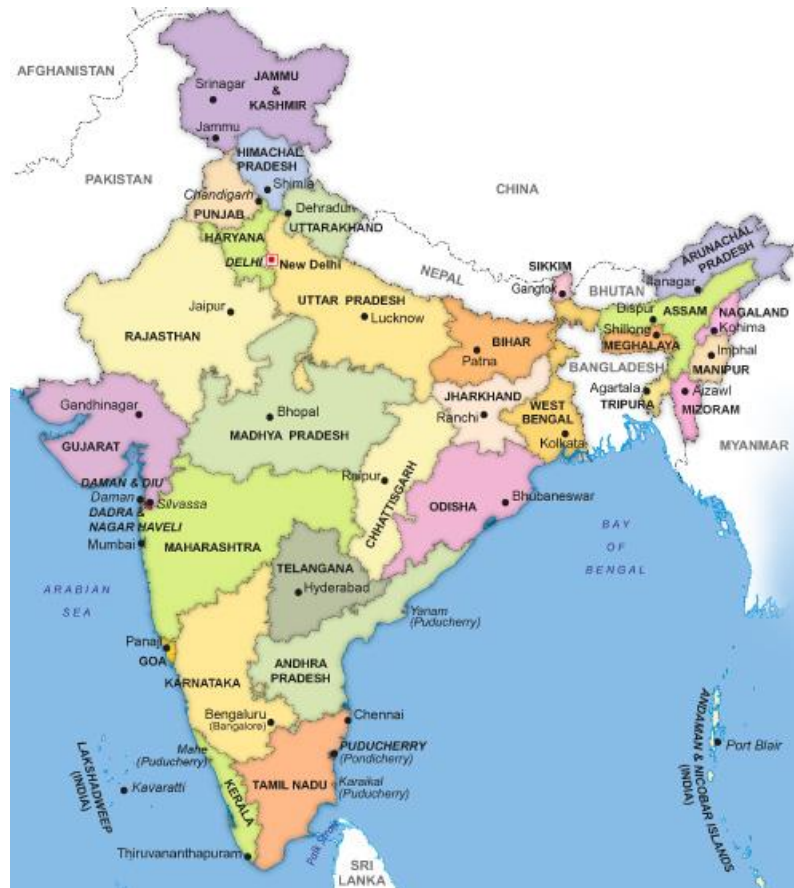 AFGHANISTAN
Srinagar
JAMMU
&
KASHMIR
Jammu
HIMACHAL
PRADESH
PAKISTAN
Shimla
CHINA
Chandigarh
PUNJAB
Dehradun
UTTARAKHAND
HARYANA
DELHI
New Delhi
NEPAL
SIKKIM
Gangtok
BHUTAN
ARUNACHAL
PRADESH
Itanagar
Dispur
ASSAM
NAGALAND
Kohima
Shillong
MEGHALAYA
Imphal
MANIPUR
Jaipur
RAJASTHAN
UTTAR PRADESH
Lucknow
BIHAR
Patna
BANGLADESH
Agartala
TRIPURA
Aizawl
MIZORAM
MYANMAR
Gandhinagar
GUJARAT
Bhopal
MADHYA PRADESH
JHARKHAND
Ranchi
WEST
BENGAL
Kolkata
DAMAN & DIU
Daman
Silvassa
DADRA &
NAGAR HAVELI
Mumbai
MAHARASHTRA
Raipur
CHHATTISGARH
ODISHA
Bhubaneswar
BAY
OF
BENGAL
ARABIAN
SEA
TELANGANA
Hyderabad
Yanam
(Puducherry)
Panaji
GOA
KARNATAKA
ANDHRA
PRADESH
Bengaluru
(Bangalore)
Chennai
Mahe
(Puducherry)
PUDUCHERRY
(Pondicherry)
LAKSHADWEEP
(INDIA)
Kavaratti
KERALA
TAMIL NADU
Karaikal
(Puducherry)
ANDAMAN & NICOBAR ISLANDS
(INDIA)
Port Blair
Thiruvananthapuram
Palk Strait
SRI
LANKA